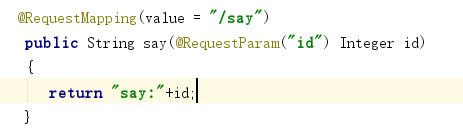 @RequestMapping(value = "/say")
public String say(@RequestParam("id") Integer id)
{
return "say:"+id;
}